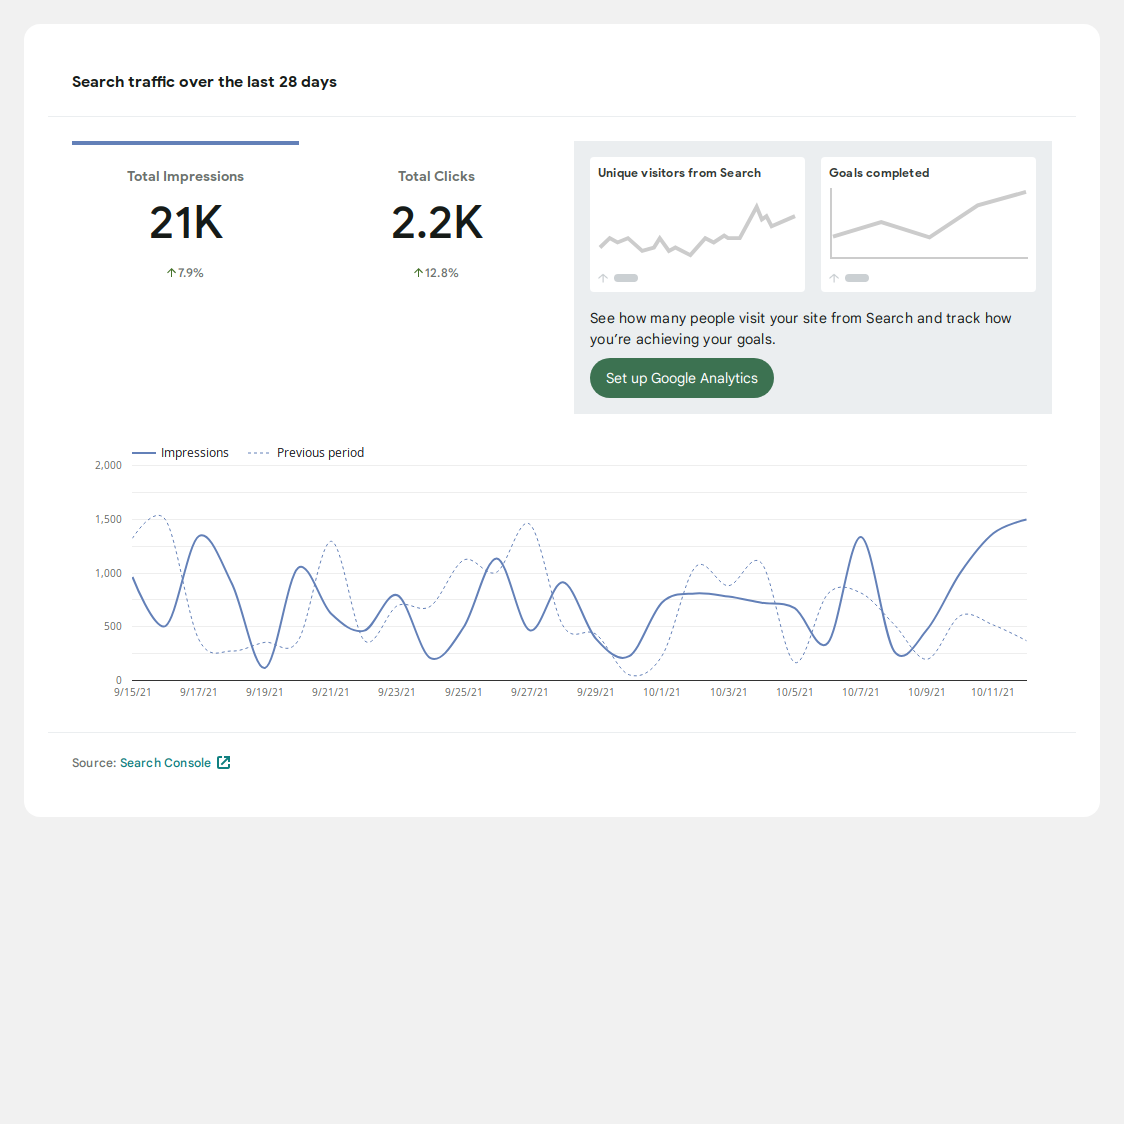 Search traffic over the last 28 days
Total Impressions
21K
↑7.9%
Total Clicks
2.2K
↑12.8%
Unique visitors from Search
Goals completed
See how many people visit your site from Search and track how
you’re achieving your goals.
Set up Google Analytics
Impressions
Previous period
2,000
1,500
1,000
500
0
9/15/21 9/17/21 9/19/21 9/21/21 9/23/21 9/25/21 9/27/21 9/29/21 10/1/21 10/3/21 10/5/21 10/7/21 10/9/21 10/11/21
Source: Search Console